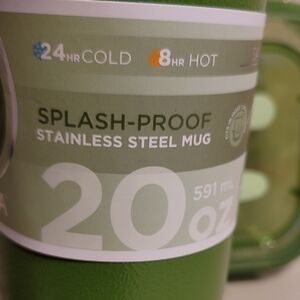 24HR COLD 8HR HOT
SPLASH-PROOF
STAINLESS STEEL MUG
20 oz
591 mL